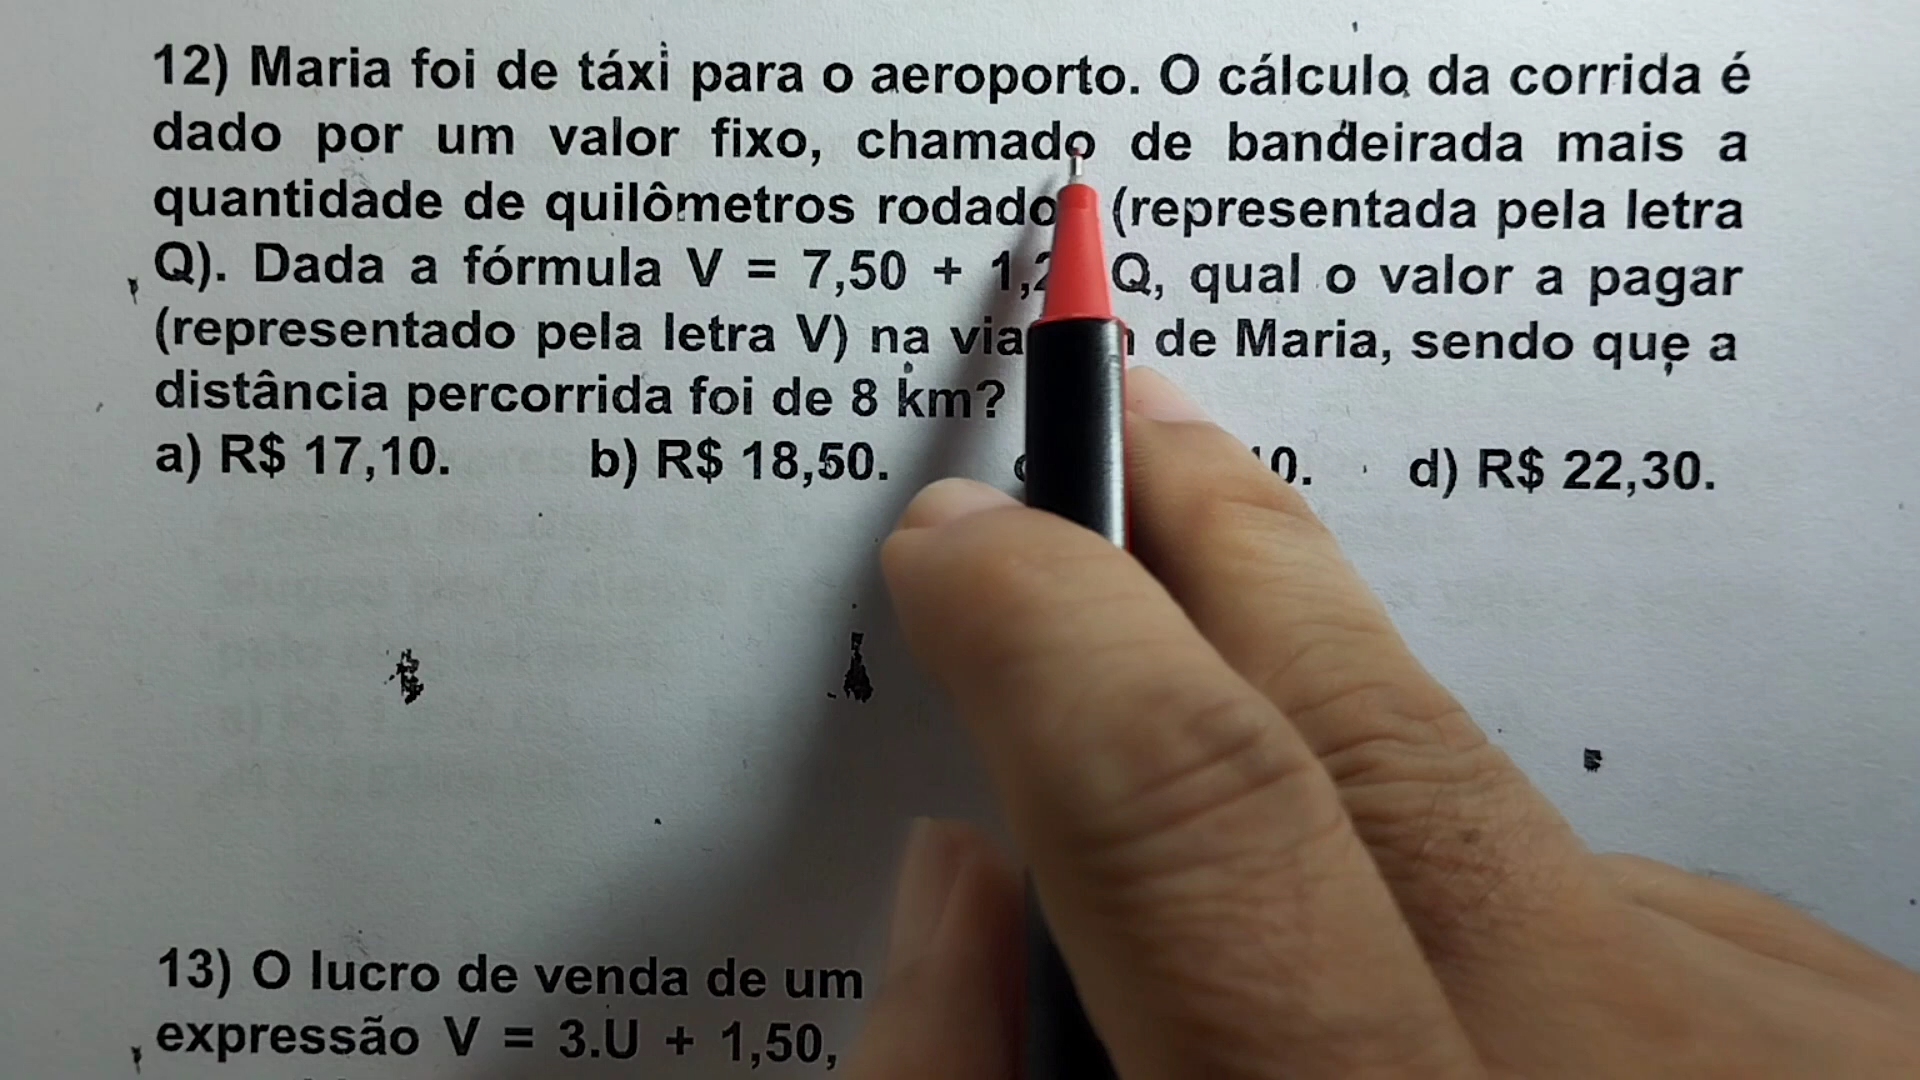 12) Maria foi de táxi para o aeroporto. O cálculo da corrida é
dado por um valor fixo, chamado de bandeirada mais a
quantidade de quilômetros rodado (representada pela letra
Q). Dada a fórmula V = 7,50 + 1,2 Q, qual o valor a pagar
(representado pela letra V) na de Maria, sendo que a
distância percorrida foi de 8 km?
a) R$ 17,10. b) R$ 18,50. d) R$ 22,30.
13) O lucro de venda de um
expressão V = 3.U + 1,50,